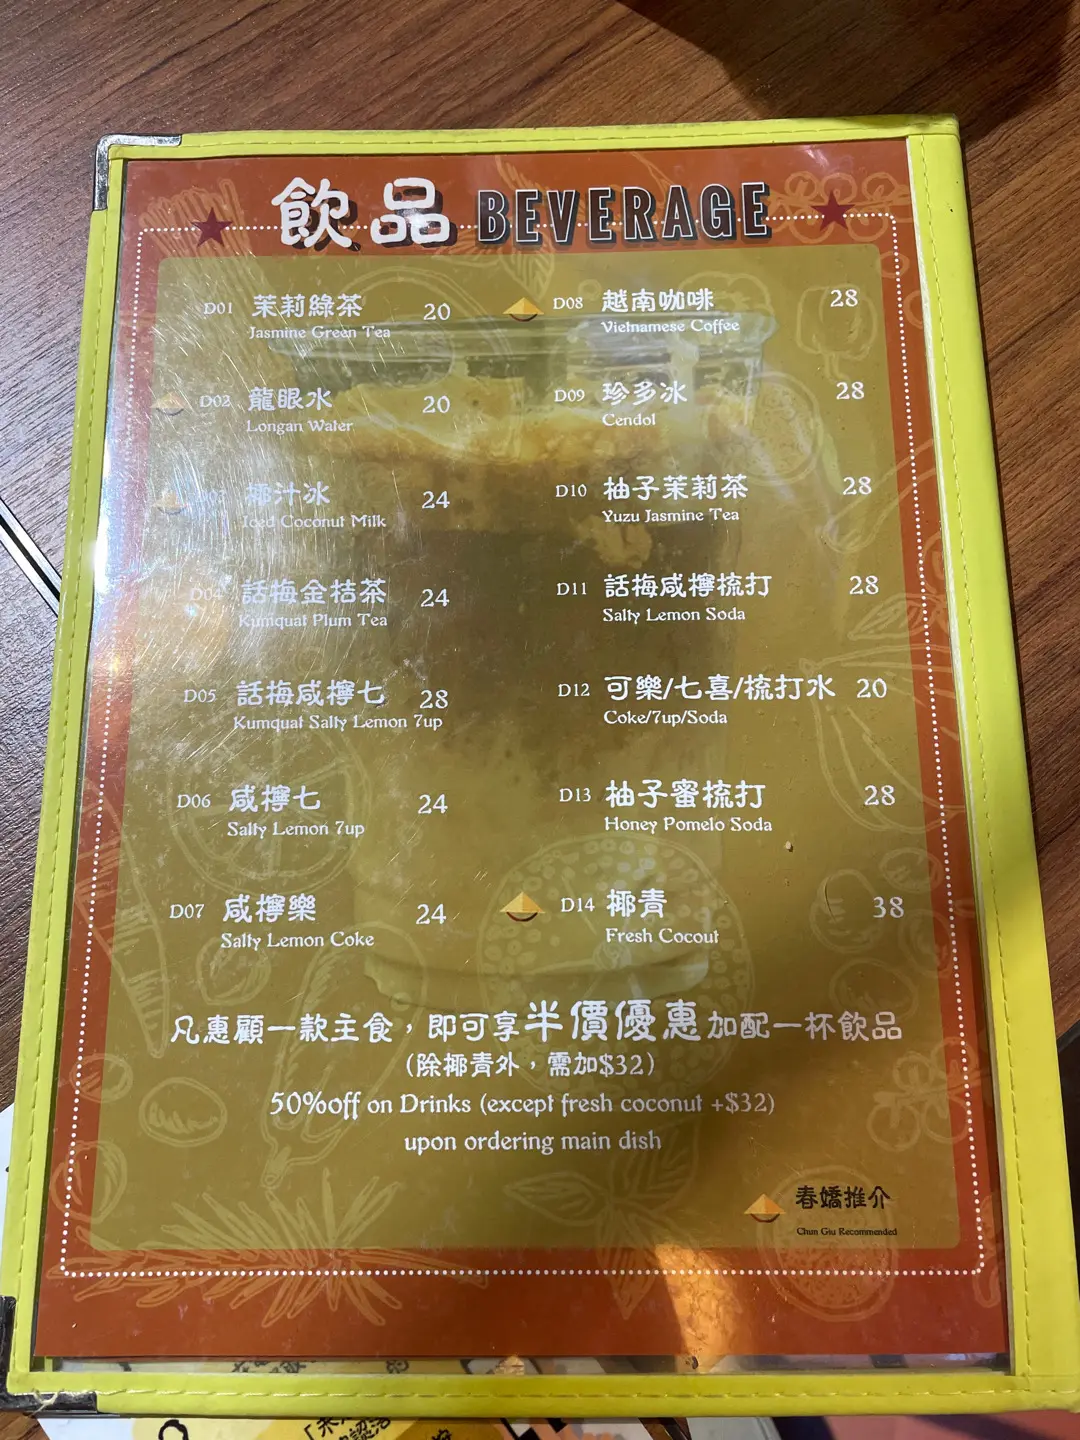 飲品 BEVERAGE
D01 茉莉綠茶 20
Jasmine Green Tea
D02 龍眼水 20
Longan Water
D03 椰汁冰 24
Iced Coconut Milk
D04 話梅金桔茶 24
Kumquat Plum Tea
D05 話梅咸檸七 28
Kumquat Salty Lemon 7up
D06 咸檸七 24
Salty Lemon 7up
D07 咸檸樂 24
Salty Lemon Coke
D08 越南咖啡 28
Vietnamese Coffee
D09 珍多冰 28
Cendol
D10 柚子茉莉茶 28
Yuzu Jasmine Tea
D11 話梅咸檸梳打 28
Salty Lemon Soda
D12 可樂/七喜/梳打水 20
Coke/7up/Soda
D13 柚子蜜梳打 28
Honey Pomelo Soda
D14 椰青 38
Fresh Cocout
凡惠顧一款主食，即可享半價優惠加配一杯飲品
(除椰青外，需加$32)
50%off on Drinks (except fresh coconut +$32)
upon ordering main dish
春嬌推介
Chun Giu Recommended